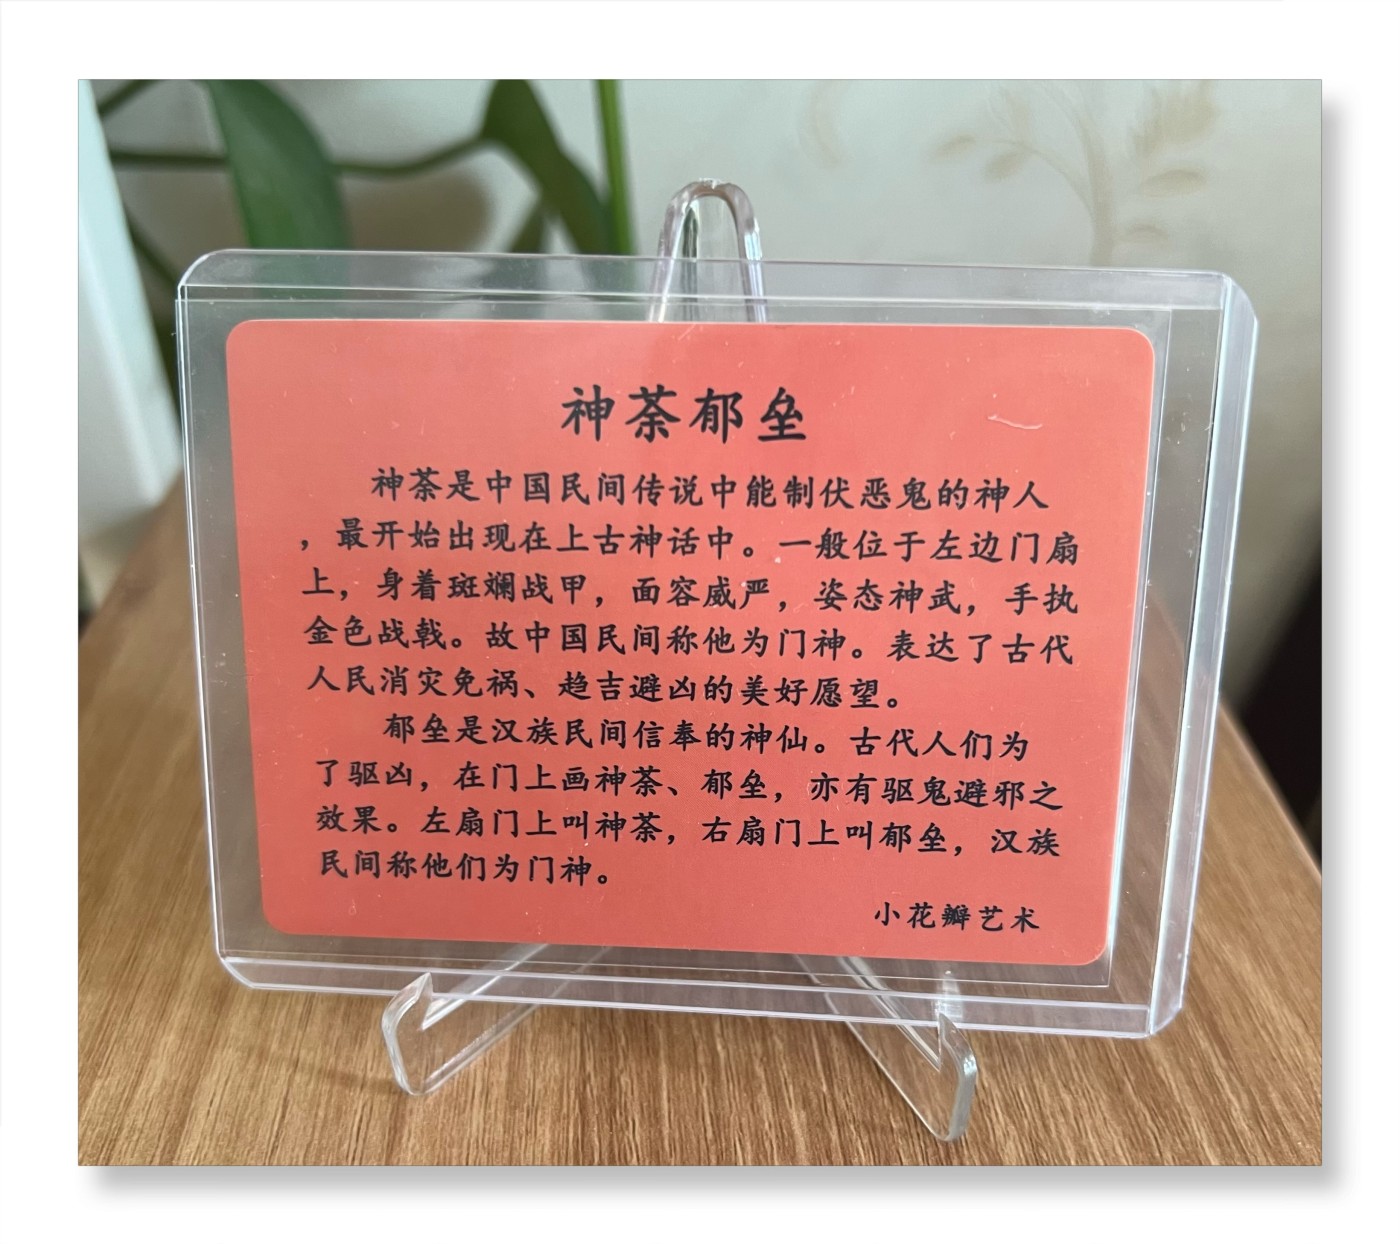 神荼郁垒
神荼是中国民间传说中能制伏恶鬼的神人
，最开始出现在上古神话中。一般位于左边门扇
上，身着斑斓战甲，面容威严，姿态神武，手执
金色战戟。故中国民间称他为门神。表达了古代
人民消灾免祸、趋吉避凶的美好愿望。
郁垒是汉族民间信奉的神仙。古代人们为
了驱凶，在门上画神荼、郁垒，亦有驱鬼避邪之
效果。左扇门上叫神荼，右扇门上叫郁垒，汉族
民间称他们为门神。
小花瓣艺术